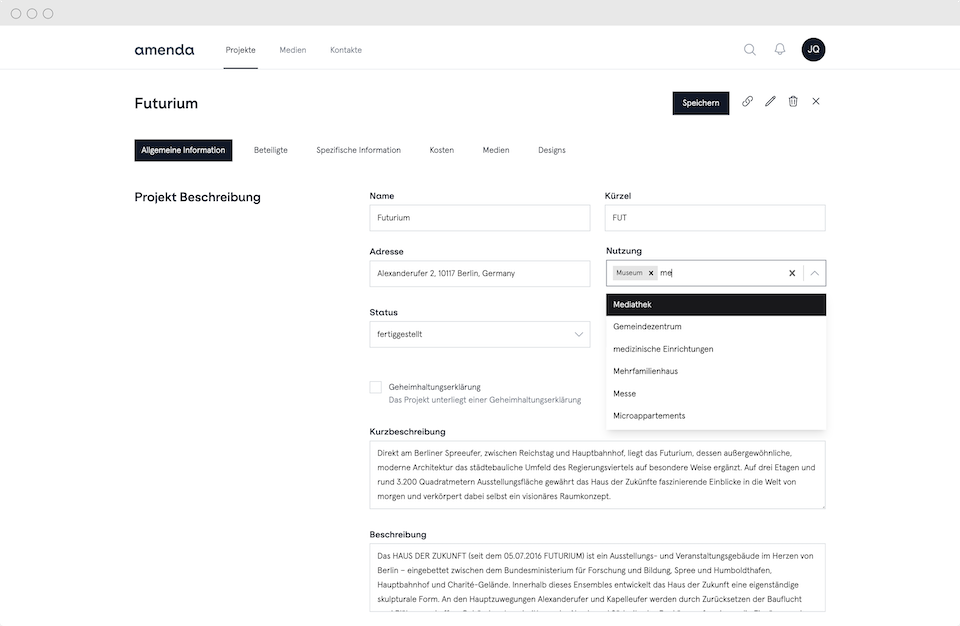 amenda
Projekte
Medien
Kontakte
JQ
Futurium
Speichern
Allgemeine Information
Beteiligte
Spezifische Information
Kosten
Medien
Designs
Projekt Beschreibung
Name
Kürzel
Futurium
FUT
Adresse
Nutzung
Alexanderufer 2, 10117 Berlin, Germany
Museum
me
Mediathek
Gemeindezentrum
medizinische Einrichtungen
Mehrfamilienhaus
Messe
Microappartements
Status
fertiggestellt
Geheimhaltungserklärung
Das Projekt unterliegt einer Geheimhaltungserklärung
Kurzbeschreibung
Direkt am Berliner Spreeufer, zwischen Reichstag und Hauptbahnhof, liegt das Futurium, dessen außergewöhnliche,
moderne Architektur das städtebauliche Umfeld des Regierungsviertels auf besondere Weise ergänzt. Auf drei Etagen und
rund 3.200 Quadratmetern Ausstellungsfläche gewährt das Haus der Zukünfte faszinierende Einblicke in die Welt von
morgen und verkörpert dabei selbst ein visionäres Raumkonzept.
Beschreibung
Das HAUS DER ZUKUNFT (seit dem 05.07.2016 FUTURIUM) ist ein Ausstellungs- und Veranstaltungsgebäude im Herzen von
Berlin – eingebettet zwischen dem Bundesministerium für Forschung und Bildung, Spree und Humboldthafen,
Hauptbahnhof und Charité-Gelände. Innerhalb dieses Ensembles entwickelt das Haus der Zukunft eine eigenständige
skulpturale Form. An den Hauptzuwegungen Alexanderufer und Kapelleufer werden durch Zurücksetzen der Bauflucht